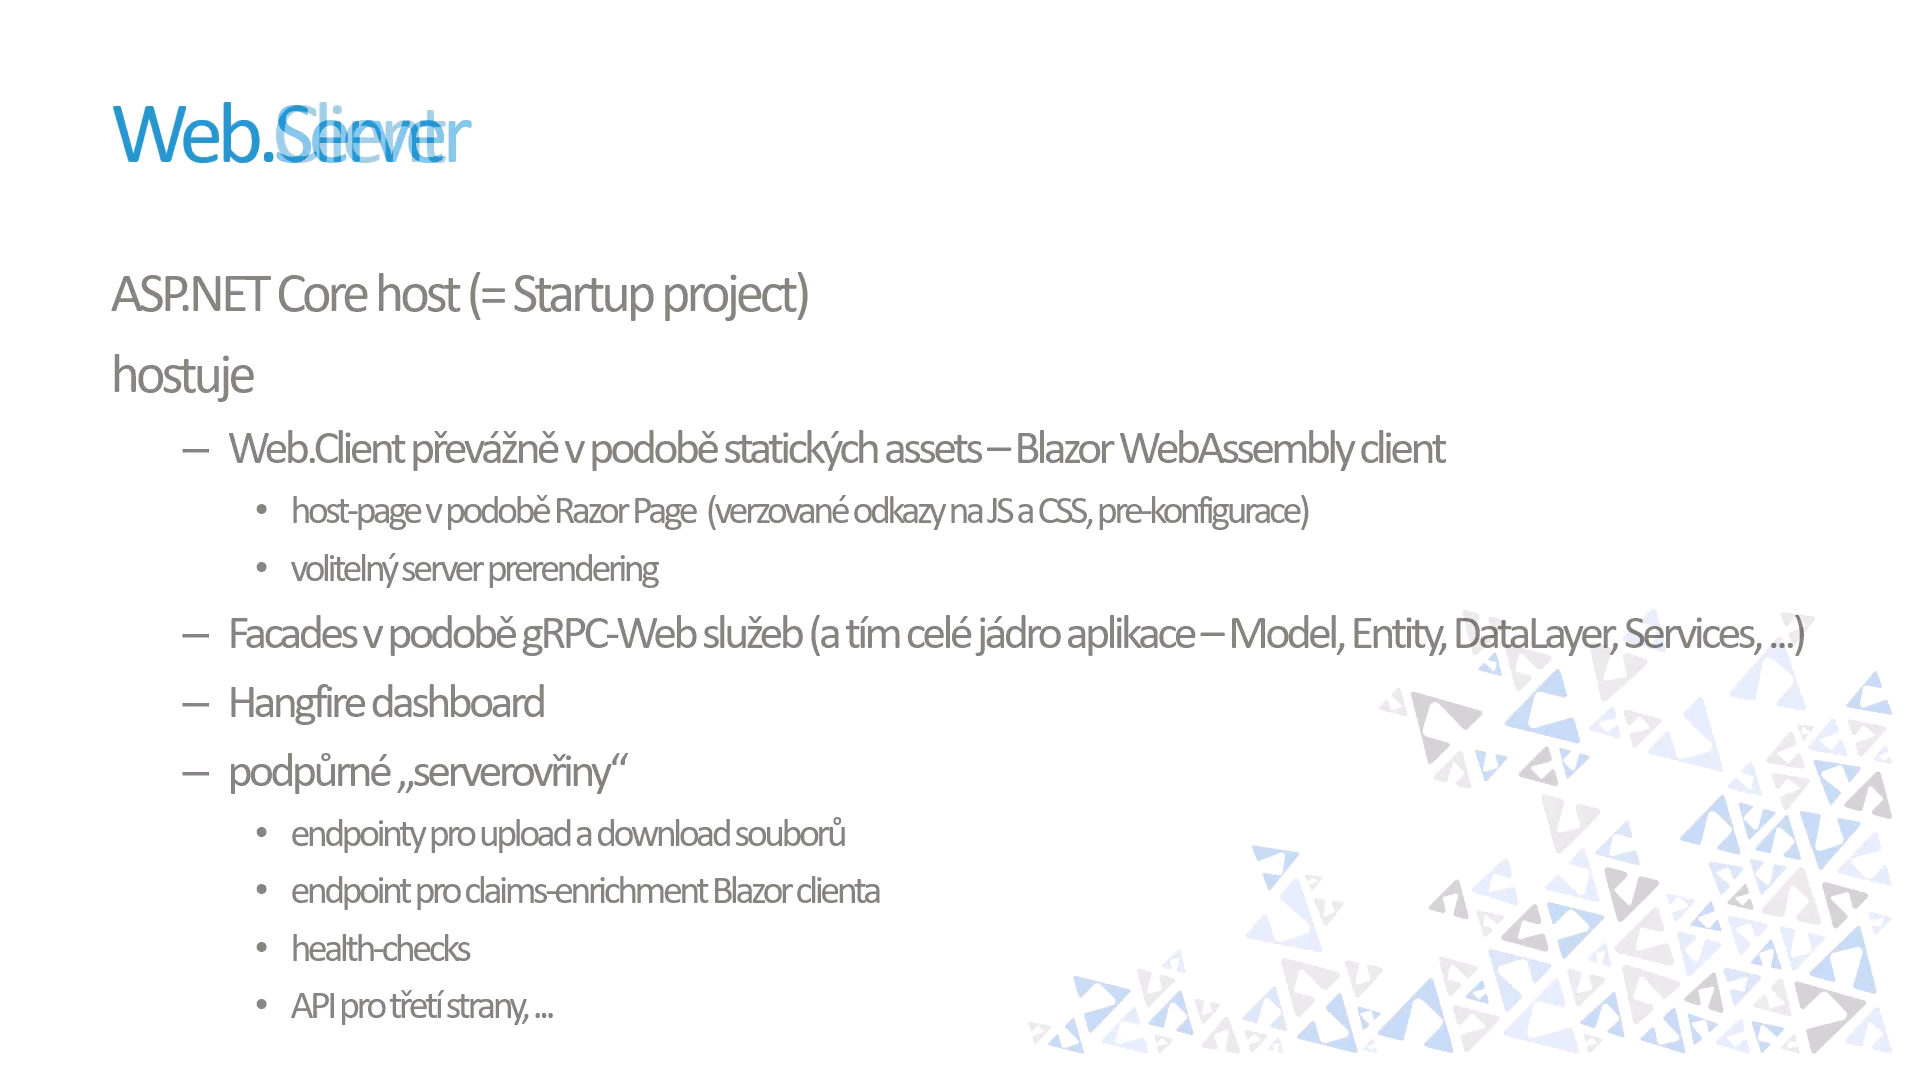 Web.Server
ASP.NET Core host (= Startup project)
hostuje
– Web.Client převážně v podobě statických assets – Blazor WebAssembly client
• host-page v podobě Razor Page (verzované odkazy na JS a CSS, pre-konfigurace)
• volitelný server prerendering
– Facades v podobě gRPC-Web služeb (a tím celé jádro aplikace – Model, Entity, DataLayer, Services, ...)
– Hangfire dashboard
– podpůrné „serverovřiny“
• endpointy pro upload a download souborů
• endpoint pro claims-enrichment Blazor clienta
• health-checks
• API pro třetí strany, ...